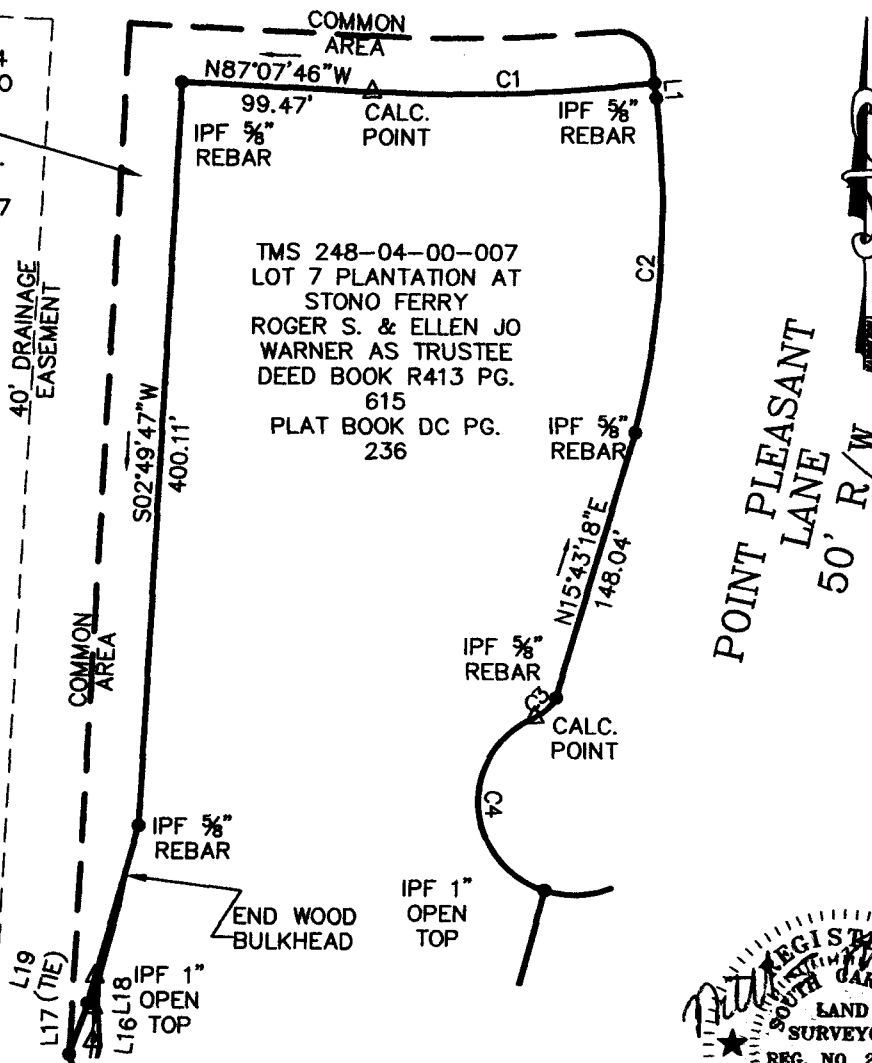 COMMON
AREA
N87°07'46"W
99.47'
C1
L1
CALC.
POINT
IPF ⅝"
REBAR
IPF ⅝"
REBAR
7
40' DRAINAGE
EASEMENT
TMS 248-04-00-007
LOT 7 PLANTATION AT
STONO FERRY
ROGER S. & ELLEN JO
WARNER AS TRUSTEE
DEED BOOK R413 PG.
615
PLAT BOOK DC PG.
236
C2
S02°49'47"W
400.11'
IPF ⅝"
REBAR
POINT PLEASANT
LANE
50' R/W
N15°43'18"E
148.04'
COMMON
AREA
IPF ⅝"
REBAR
C3
CALC.
POINT
C4
IPF ⅝"
REBAR
END WOOD
BULKHEAD
IPF 1"
OPEN
TOP
L19
L17 (TIE)
L16
L18
IPF 1"
OPEN
TOP
SOUTH
LAND
REG. NO. 2